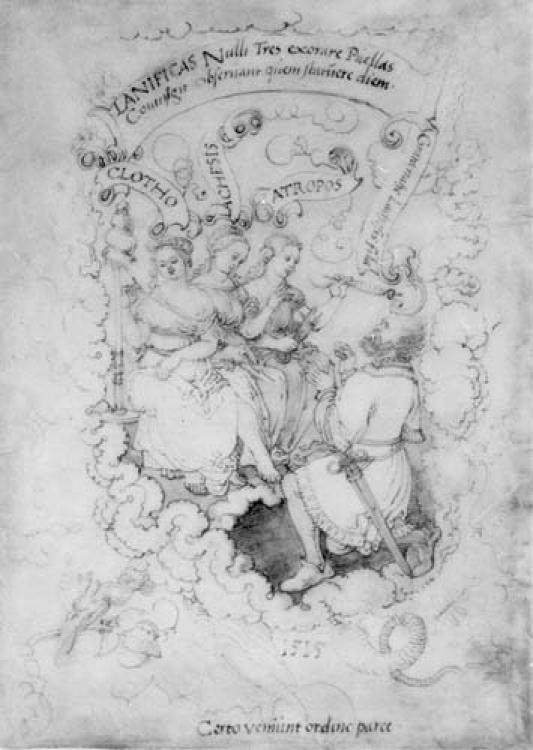 LANIFICAS Nulli Tres exorare Puellas
Contigit. Observant quem statuere diem.
CLOTHO
LACHESIS
ATROPOS
1515
Certo veniunt ordine parce